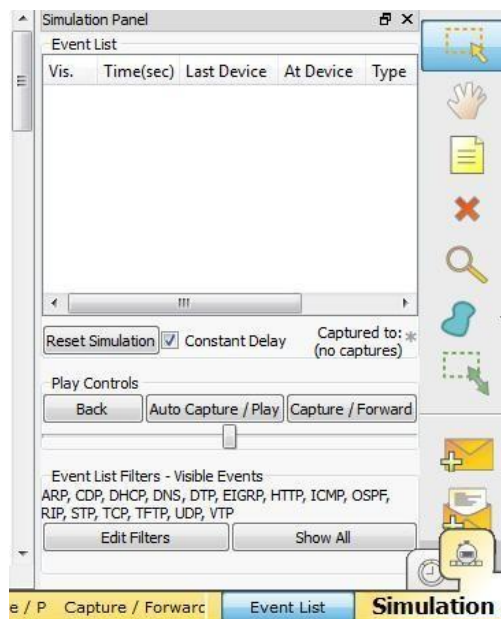 Simulation Panel
Event List
Vis. Time(sec) Last Device At Device Type
Reset Simulation Constant Delay Captured to: *
(no captures)
Play Controls
Back Auto Capture / Play Capture / Forward
Event List Filters - Visible Events
ARP, CDP, DHCP, DNS, DTP, EIGRP, HTTP, ICMP, OSPF,
RIP, STP, TCP, TFTP, UDP, VTP
Edit Filters Show All
e / P Capture / Forward Event List Simulation